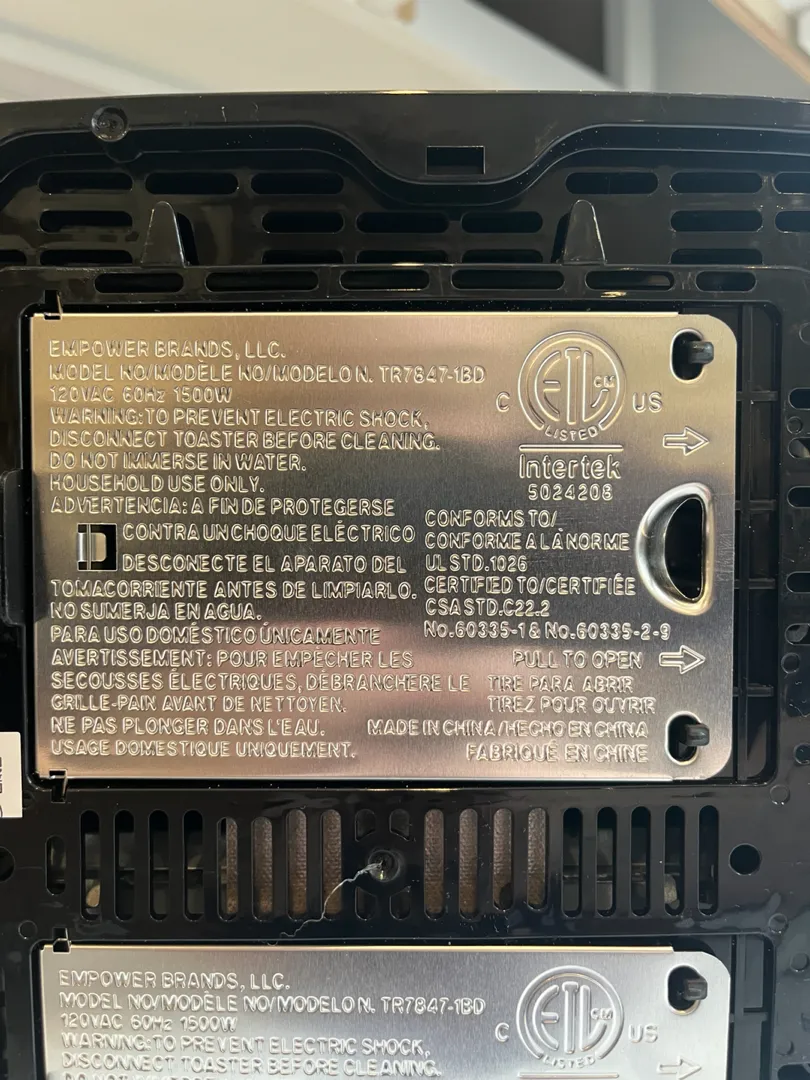 EMPOWER BRANDS, LLC.
MODEL NO/MODÈLE NO/MODELO N. TR7847-1BD
120VAC 60Hz 1500W
WARNING: TO PREVENT ELECTRIC SHOCK,
DISCONNECT TOASTER BEFORE CLEANING.
DO NOT IMMERSE IN WATER.
HOUSEHOLD USE ONLY.
ADVERTENCIA: A FIN DE PROTEGERSE
CONTRA UN CHOQUE ELÉCTRICO
DESCONECTE EL APARATO DEL
TOMACORRIENTE ANTES DE LIMPIARLO.
NO SUMERJA EN AGUA.
PARA USO DOMÉSTICO ÚNICAMENTE
AVERTISSEMENT: POUR EMPÊCHER LES
SECOUSSES ÉLECTRIQUES, DÉBRANCHER E LE
GRILLE-PAIN AVANT DE NETTOYEN.
NE PAS PLONGER DANS L'EAU.
USAGE DOMESTIQUE UNIQUEMENT.
C ETL CM US
LISTED
Intertek
5024208
CONFORMS TO/
CONFORME A LÀ NORME
UL STD.1026
CERTIFIED TO/CERTIFIÉE
CSA STD.C22.2
No.60335-1 & No.60335-2-9
PULL TO OPEN
TIRE PARA ABRIR
TIREZ POUR OUVRIR
MADE IN CHINA/HECHO EN CHINA
FABRIQUÉ EN CHINE
EMPOWER BRANDS, LLC.
MODEL NO/MODÈLE NO/MODELO N. TR7847-1BD
120VAC 60Hz 1500W
WARNING: TO PREVENT ELECTRIC SHOCK,
DISCONNECT TOASTER BEFORE CLEANING.
C ETL CM US
LISTED